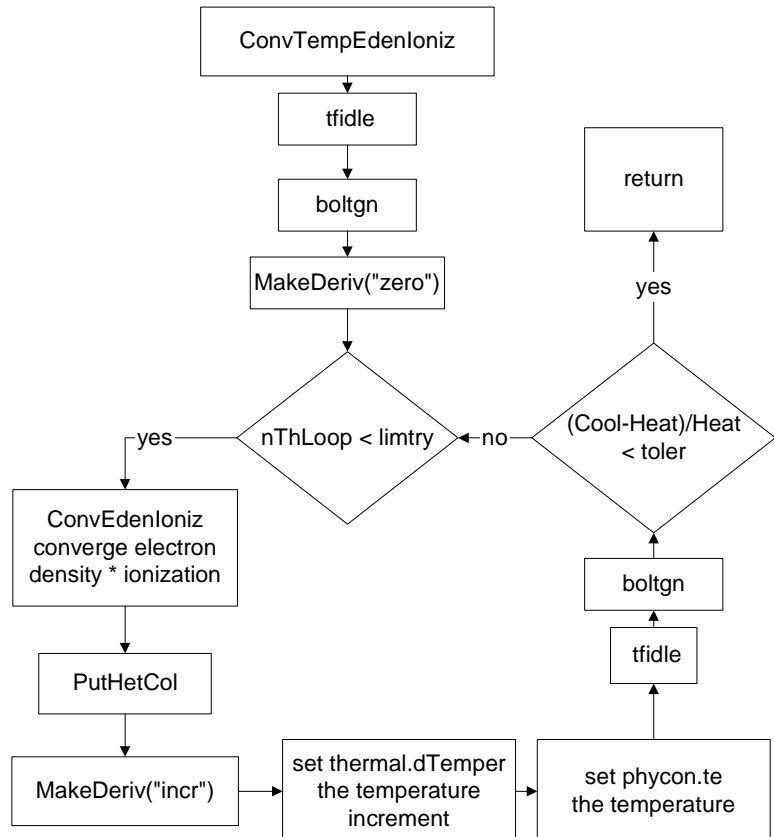 ConvTempEdenIoniz
tfidle
boltgn
MakeDeriv("zero")
nThLoop < limtry
yes
ConvEdenIoniz
converge electron
density * ionization
PutHetCol
MakeDeriv("incr")
set thermal.dTemper
the temperature
increment
set phycon.te
the temperature
tfidle
boltgn
(Cool-Heat)/Heat
< toler
no
yes
return